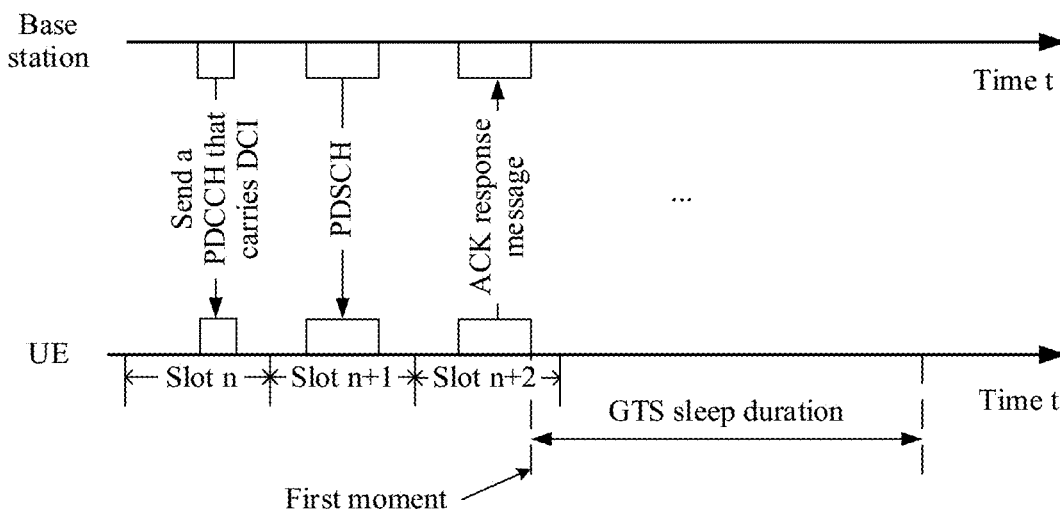 Base
station
Time t
Send a
PDCCH that
carries DCI
PDSCH
ACK response
message
...
UE
Slot n
Slot n+1
Slot n+2
Time t
GTS sleep duration
First moment